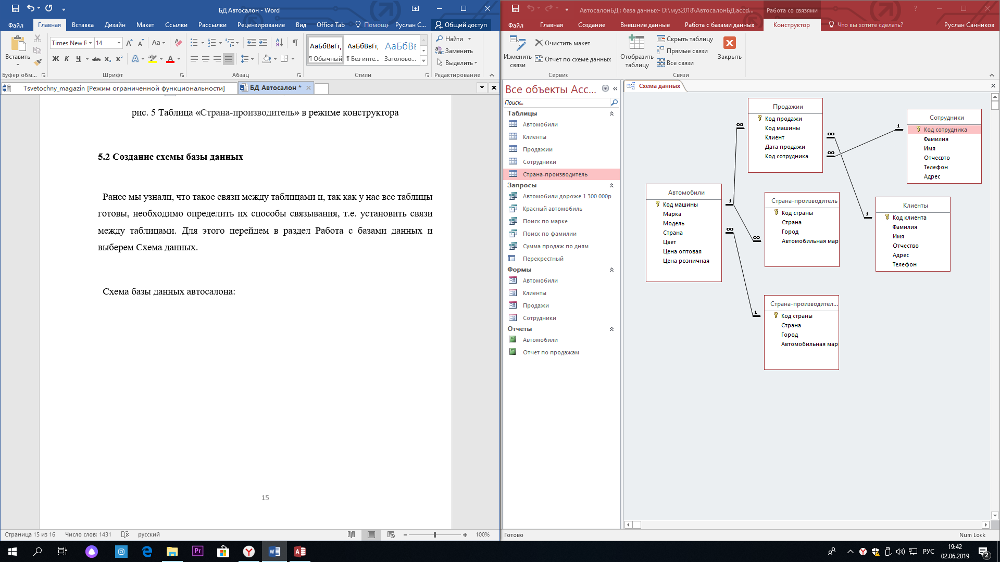 БД Автосалон - Word
Файл
Главная
Вставка
Дизайн
Макет
Ссылки
Рассылки
Рецензирование
Вид
Office Tab
Помощь
Руслан С...
Общий доступ
Вставить
Буфер обм...
Times New R
14
Aa
Ж К Ч abc x₂ x²
Шрифт
Абзац
АаБбВвГг,
¶ Обычный
АаБбВвГг,
¶ Без инте...
АаБбВв
Заголово...
Стили
Найти
Заменить
Выделить
Редактирование
Tsvetochny_magazin [Режим ограниченной функциональности]
БД Автосалон *
рис. 5 Таблица «Страна-производитель» в режиме конструктора
5.2 Создание схемы базы данных
Ранее мы узнали, что такое связи между таблицами и, так как у нас все таблицы
готовы, необходимо определить их способы связывания, т.е. установить связи
между таблицами. Для этого перейдем в раздел Работа с базами данных и
выберем Схема данных.
Схема базы данных автосалона:
15
Страница 15 из 16
Число слов: 1431
русский
100%
АвтосалонБД : база данных- D:\муз2018\АвтосалонБД.accd...
Работа со связями
Файл
Главная
Создание
Внешние данные
Работа с базами данных
Конструктор
Что вы хотите сделать?
Руслан Санников
Изменить
связи
Очистить макет
Отчет по схеме данных
Сервис
Отобразить
таблицу
Скрыть таблицу
Прямые связи
Все связи
Связи
Закрыть
Все объекты Acc...
Поиск...
Таблицы
Автомобили
Клиенты
Продажии
Сотрудники
Страна-производитель
Запросы
Автомобили дороже 1 300 000р
Красный автомобиль
Поиск по марке
Поиск по фамилии
Сумма продаж по дням
Перекрестный
Формы
Автомобили
Клиенты
Продажи
Сотрудники
Отчеты
Автомобили
Отчет по продажам
Схема данных
Продажии
Код продажи
Код машины
Клиент
Дата продажи
Код сотрудника
Сотрудники
Код сотрудника
Фамилия
Имя
Отчесвто
Телефон
Адрес
Автомобили
Код машины
Марка
Модель
Страна
Цвет
Цена оптовая
Цена розничная
Страна-производитель
Код страны
Страна
Город
Автомобильная мар
Клиенты
Код клиента
Фамилия
Имя
Отчество
Адрес
Телефон
Страна-производител...
Код страны
Страна
Город
Автомобильная мар
∞ 1
∞ 1
∞ 1
1 ∞
∞ 1
Готово
Num Lock
Pr
РУС
19:42
02.06.2019
2